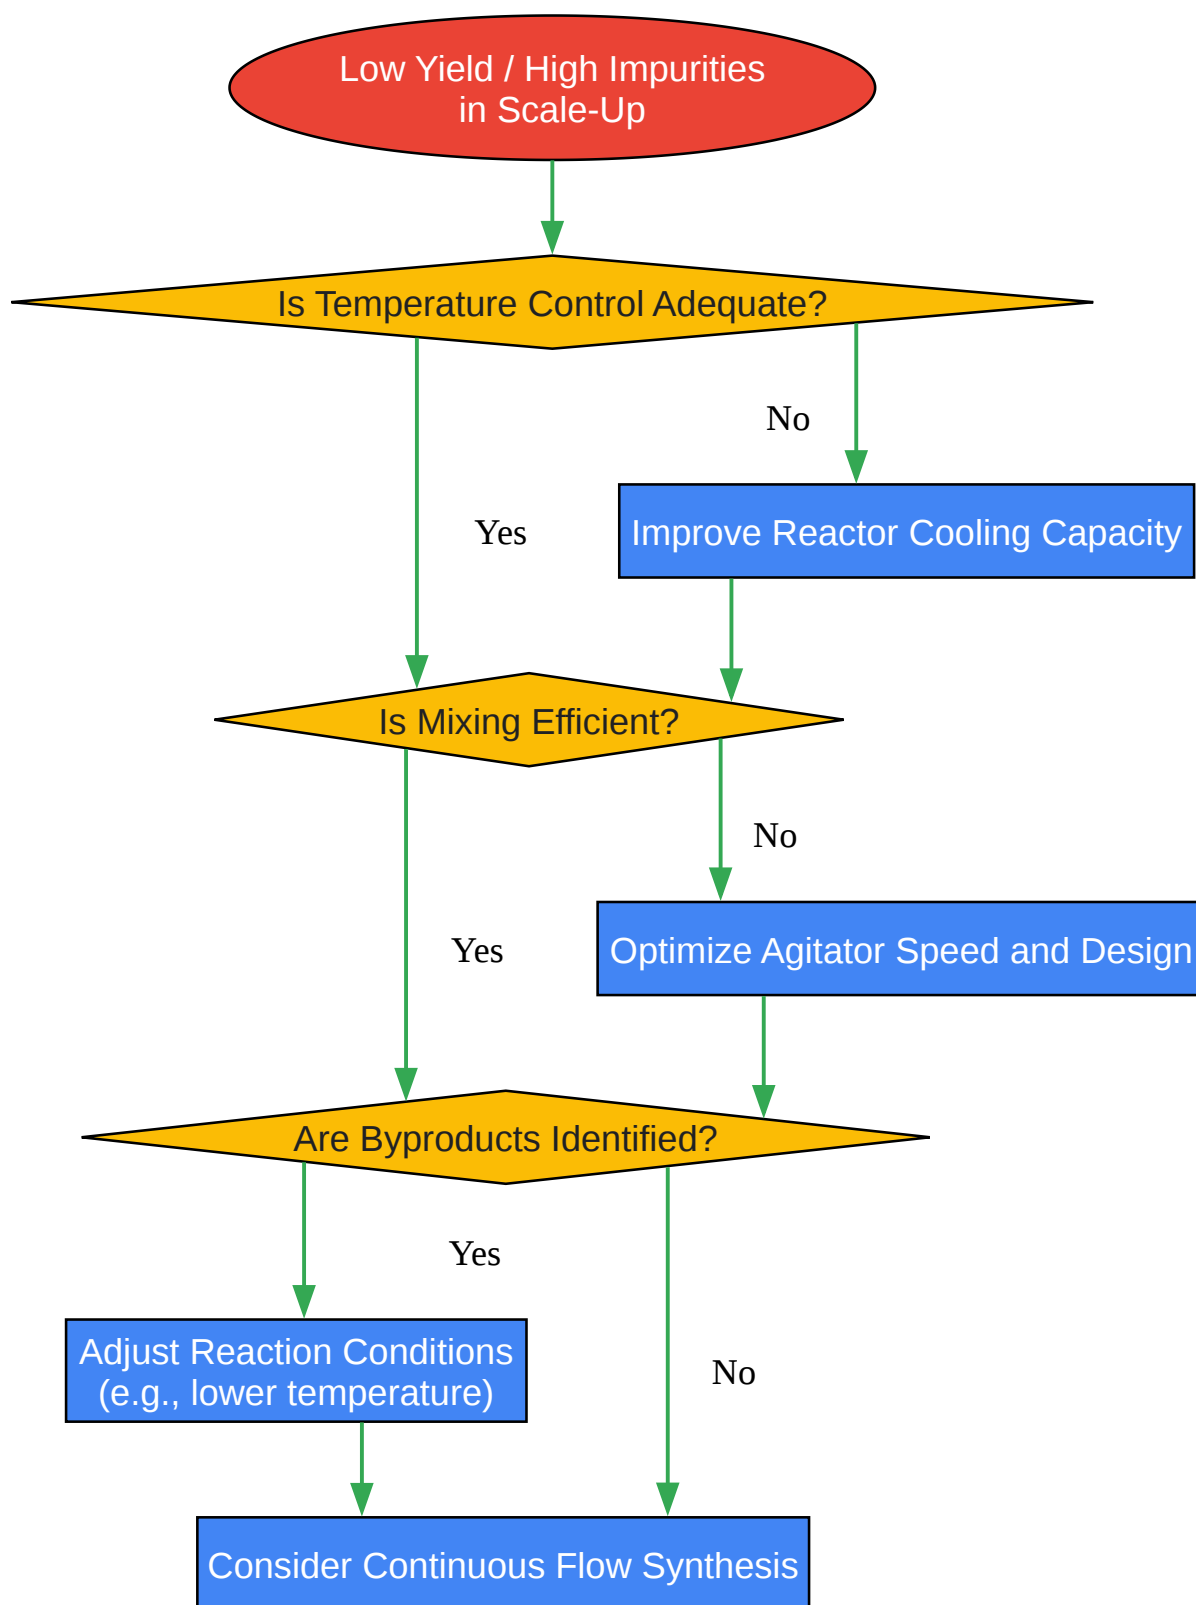 Low Yield / High Impurities
in Scale-Up
Is Temperature Control Adequate?
No
Yes
Improve Reactor Cooling Capacity
Is Mixing Efficient?
No
Yes
Optimize Agitator Speed and Design
Are Byproducts Identified?
Yes
Adjust Reaction Conditions
(e.g., lower temperature)
No
Consider Continuous Flow Synthesis